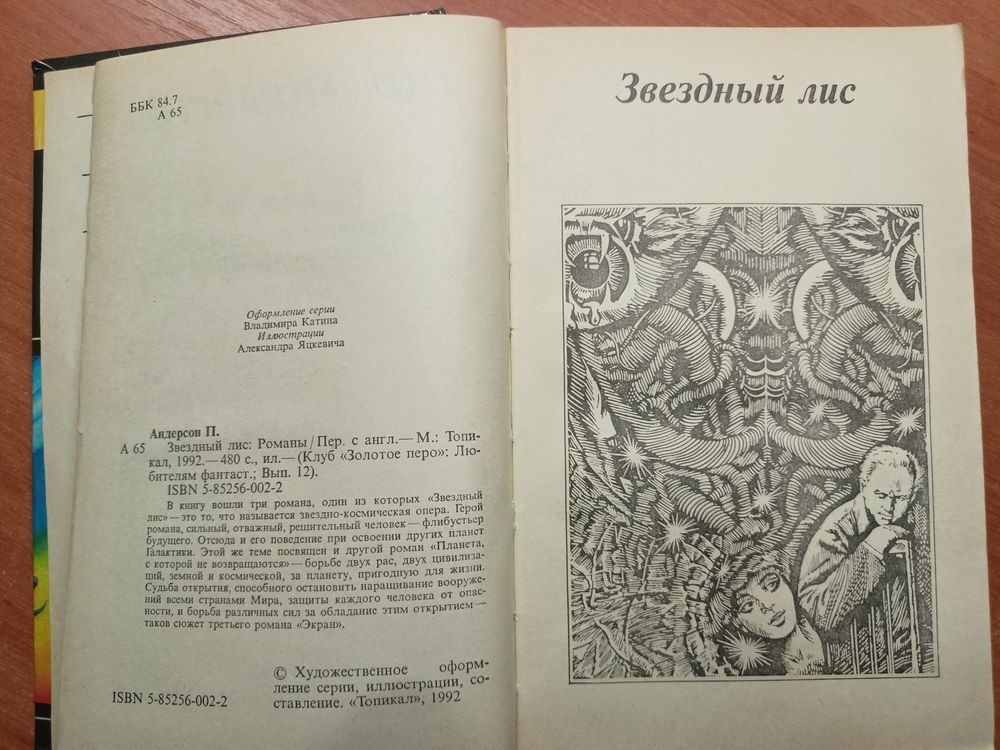 ББК 84.7
А 65
Оформление серии
Владимира Катина
Иллюстрации
Александра Яцкевича
Андерсон П.
А 65 Звездный лис: Романы/Пер. с англ.— М.: Топи-
кал, 1992.— 480 с., ил.— (Клуб «Золотое перо»: Лю-
бителям фантаст.; Вып. 12).
ISBN 5-85256-002-2
В книгу вошли три романа, один из которых «Звездный
лис» — это то, что называется звездно-космическая опера. Герой
романа, сильный, отважный, решительный человек — флибустьер
будущего. Отсюда и его поведение при освоении других планет
Галактики. Этой же теме посвящен и другой роман «Планета,
с которой не возвращаются» — борьбе двух рас, двух цивилиза-
ций, земной и космической, за планету, пригодную для жизни.
Судьба открытия, способного остановить наращивание вооруже-
ний всеми странами Мира, защиты каждого человека от опас-
ности, и борьба различных сил за обладание этим открытием —
таков сюжет третьего романа «Экран».
ISBN 5-85256-002-2
© Художественное оформ-
ление серии, иллюстрации, со-
ставление. «Топикал», 1992
Звездный лис